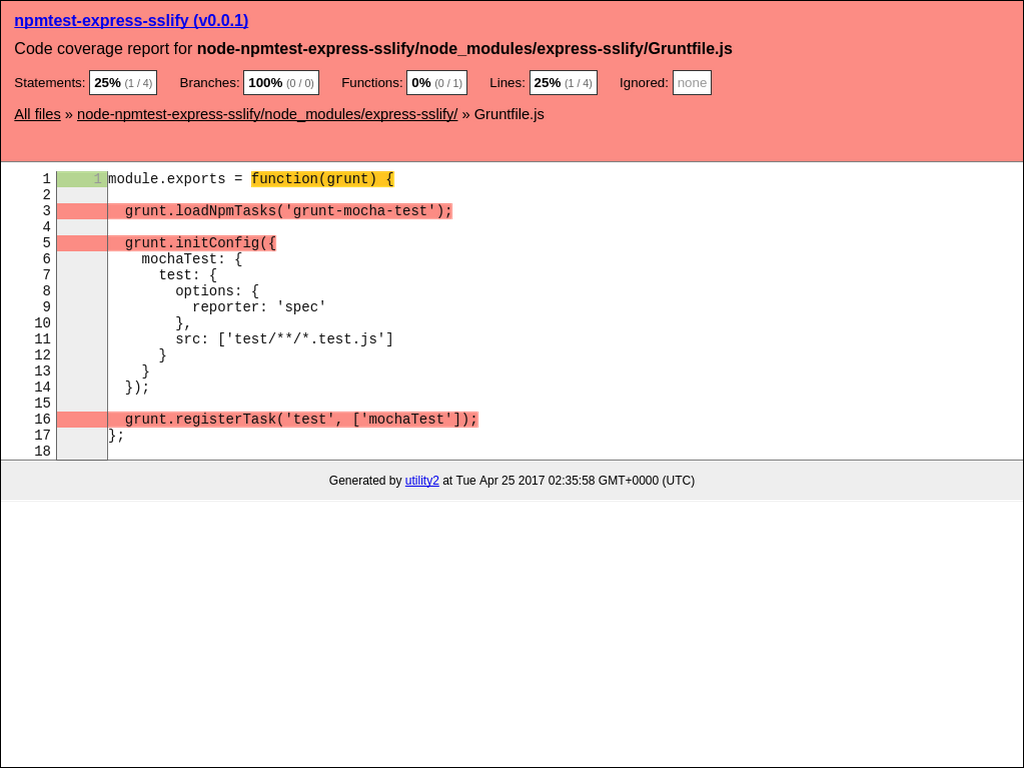 npmtest-express-sslify (v0.0.1)
Code coverage report for node-npmtest-express-sslify/node_modules/express-sslify/Gruntfile.js
Statements: 25% (1 / 4) Branches: 100% (0 / 0) Functions: 0% (0 / 1) Lines: 25% (1 / 4) Ignored: none
All files » node-npmtest-express-sslify/node_modules/express-sslify/ » Gruntfile.js
1 1 module.exports = function(grunt) {
2
3   grunt.loadNpmTasks('grunt-mocha-test');
4
5   grunt.initConfig({
6     mochaTest: {
7       test: {
8         options: {
9           reporter: 'spec'
10         },
11         src: ['test/**/*.test.js']
12       }
13     }
14   });
15
16   grunt.registerTask('test', ['mochaTest']);
17 };
18
Generated by utility2 at Tue Apr 25 2017 02:35:58 GMT+0000 (UTC)